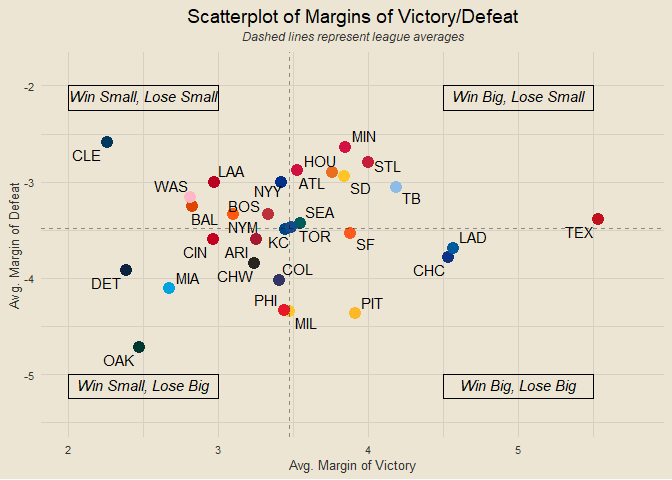 Scatterplot of Margins of Victory/Defeat
Dashed lines represent league averages
-2
Win Small, Lose Small
Win Big, Lose Small
MIN
CLE
HOU
STL
LAA
WAS
NYY
ATL
SD
-3
TB
BOS
SEA
BAL
NYM
KC
TOR
TEX
LAD
SF
CIN
ARI
CHC
CHW
COL
DET
MIA
-4
PHI
PIT
MIL
OAK
-5
Win Small, Lose Big
Win Big, Lose Big
2
3
4
5
Avg. Margin of Victory
Avg. Margin of Defeat